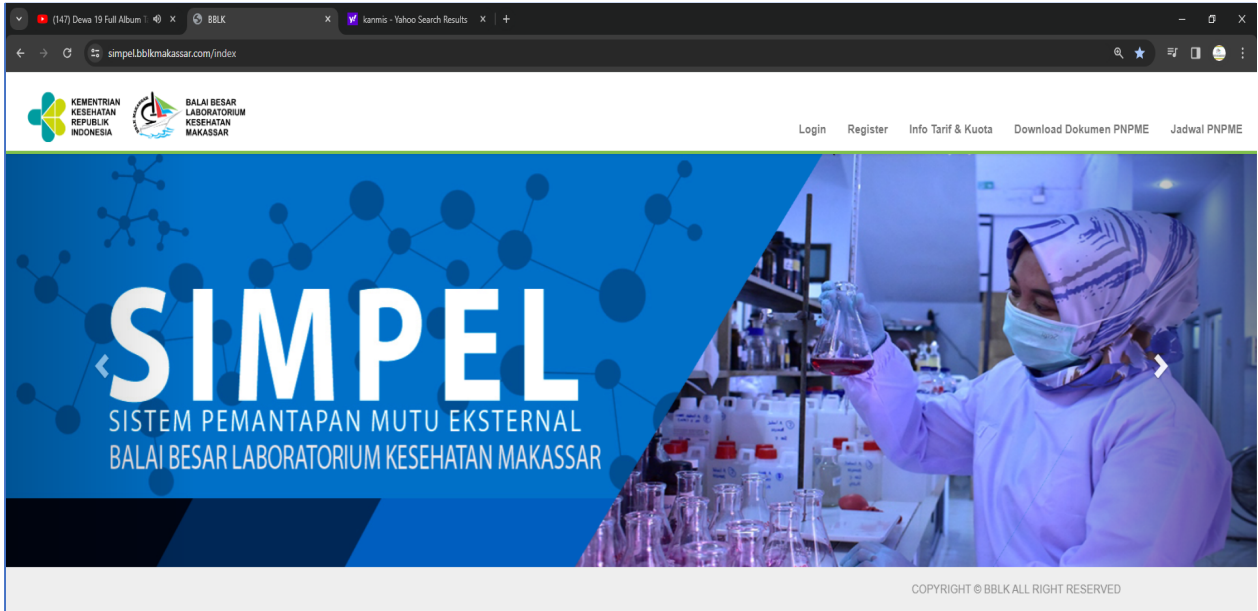 (147) Dewa 19 Full Album T
BBLK
kanmis - Yahoo Search Results
simpel.bblkmakassar.com/index
KEMENTRIAN
KESEHATAN
REPUBLIK
INDONESIA
BALAI BESAR
LABORATORIUM
KESEHATAN
MAKASSAR
Login
Register
Info Tarif & Kuota
Download Dokumen PNPME
Jadwal PNPME
SIMPEL
SISTEM PEMANTAPAN MUTU EKSTERNAL
BALAI BESAR LABORATORIUM KESEHATAN MAKASSAR
COPYRIGHT © BBLK ALL RIGHT RESERVED